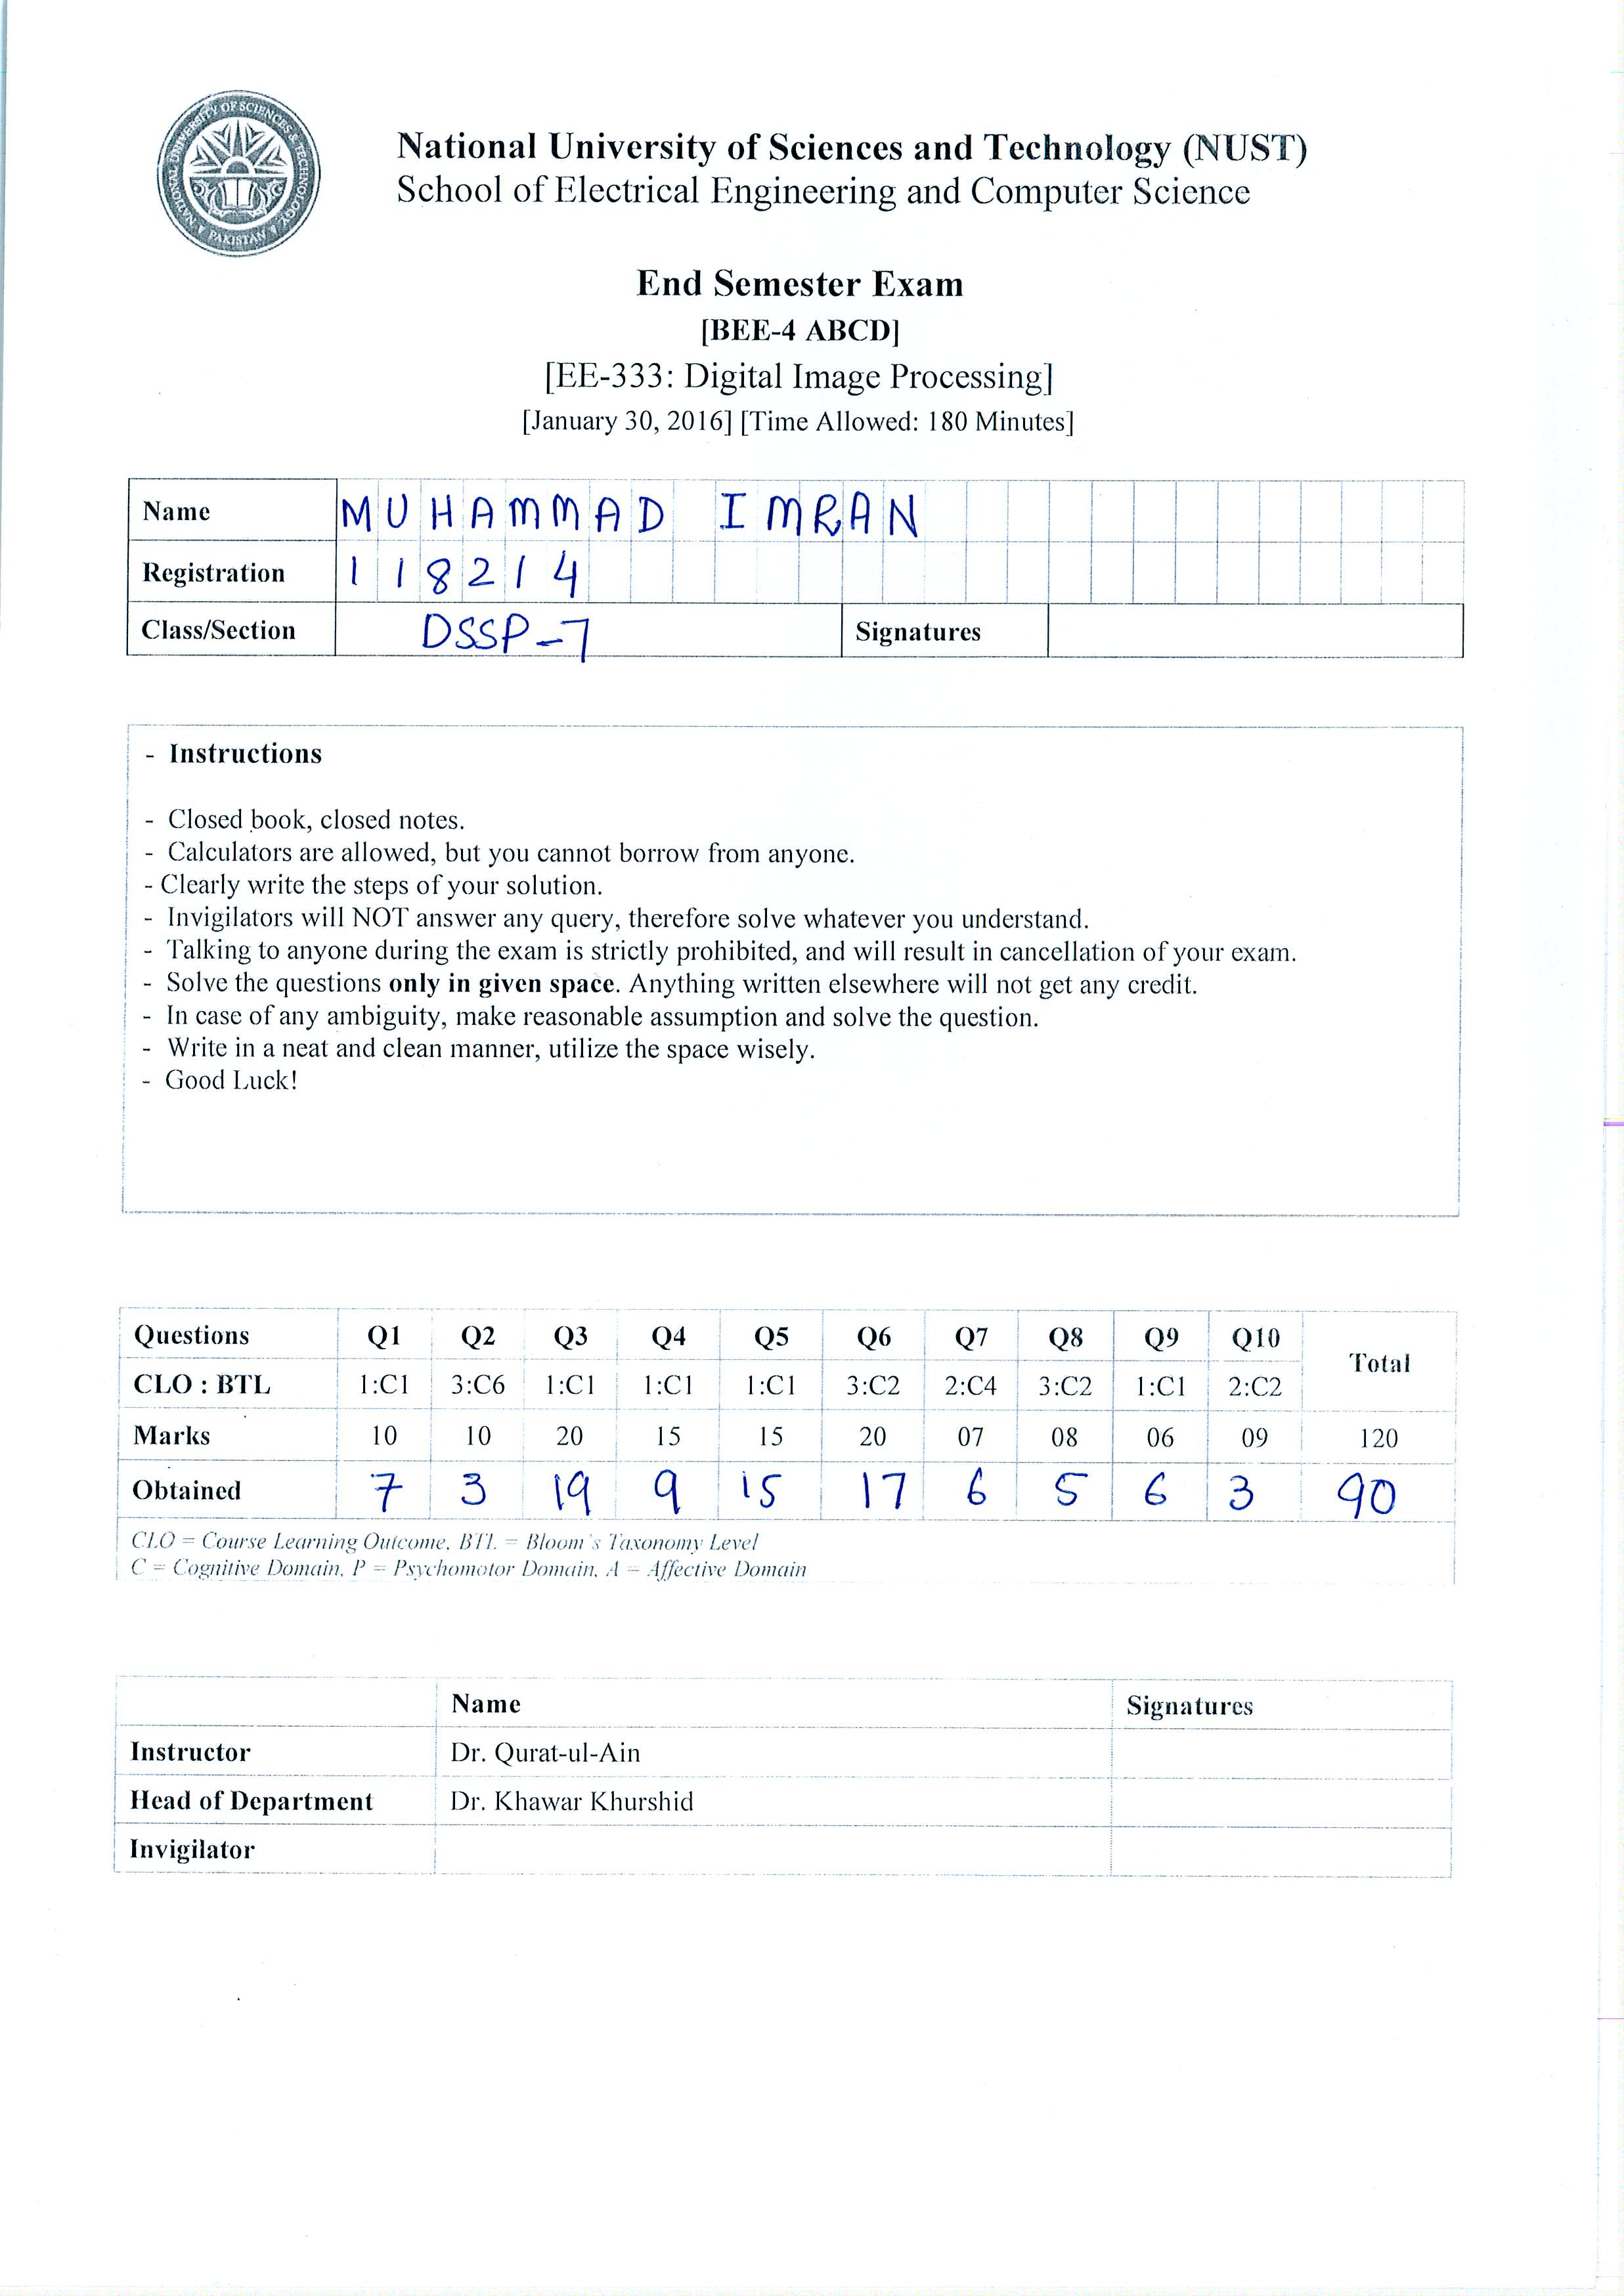 NATIONAL UNIVERSITY OF SCIENCES & TECHNOLOGY
PAKISTAN
National University of Sciences and Technology (NUST)
School of Electrical Engineering and Computer Science
End Semester Exam
[BEE-4 ABCD]
[EE-333: Digital Image Processing]
[January 30, 2016] [Time Allowed: 180 Minutes]
Name MUHAMMAD IMRAN
Registration 118214
Class/Section DSSP-7 Signatures
- Instructions
- Closed book, closed notes.
- Calculators are allowed, but you cannot borrow from anyone.
- Clearly write the steps of your solution.
- Invigilators will NOT answer any query, therefore solve whatever you understand.
- Talking to anyone during the exam is strictly prohibited, and will result in cancellation of your exam.
- Solve the questions only in given space. Anything written elsewhere will not get any credit.
- In case of any ambiguity, make reasonable assumption and solve the question.
- Write in a neat and clean manner, utilize the space wisely.
- Good Luck!
Questions Q1 Q2 Q3 Q4 Q5 Q6 Q7 Q8 Q9 Q10 Total
CLO : BTL 1:C1 3:C6 1:C1 1:C1 1:C1 3:C2 2:C4 3:C2 1:C1 2:C2
Marks 10 10 20 15 15 20 07 08 06 09 120
Obtained 7 3 19 9 15 17 6 5 6 3 90
CLO = Course Learning Outcome, BTL = Bloom's Taxonomy Level
C = Cognitive Domain, P = Psychomotor Domain, A = Affective Domain
Name Signatures
Instructor Dr. Qurat-ul-Ain
Head of Department Dr. Khawar Khurshid
Invigilator